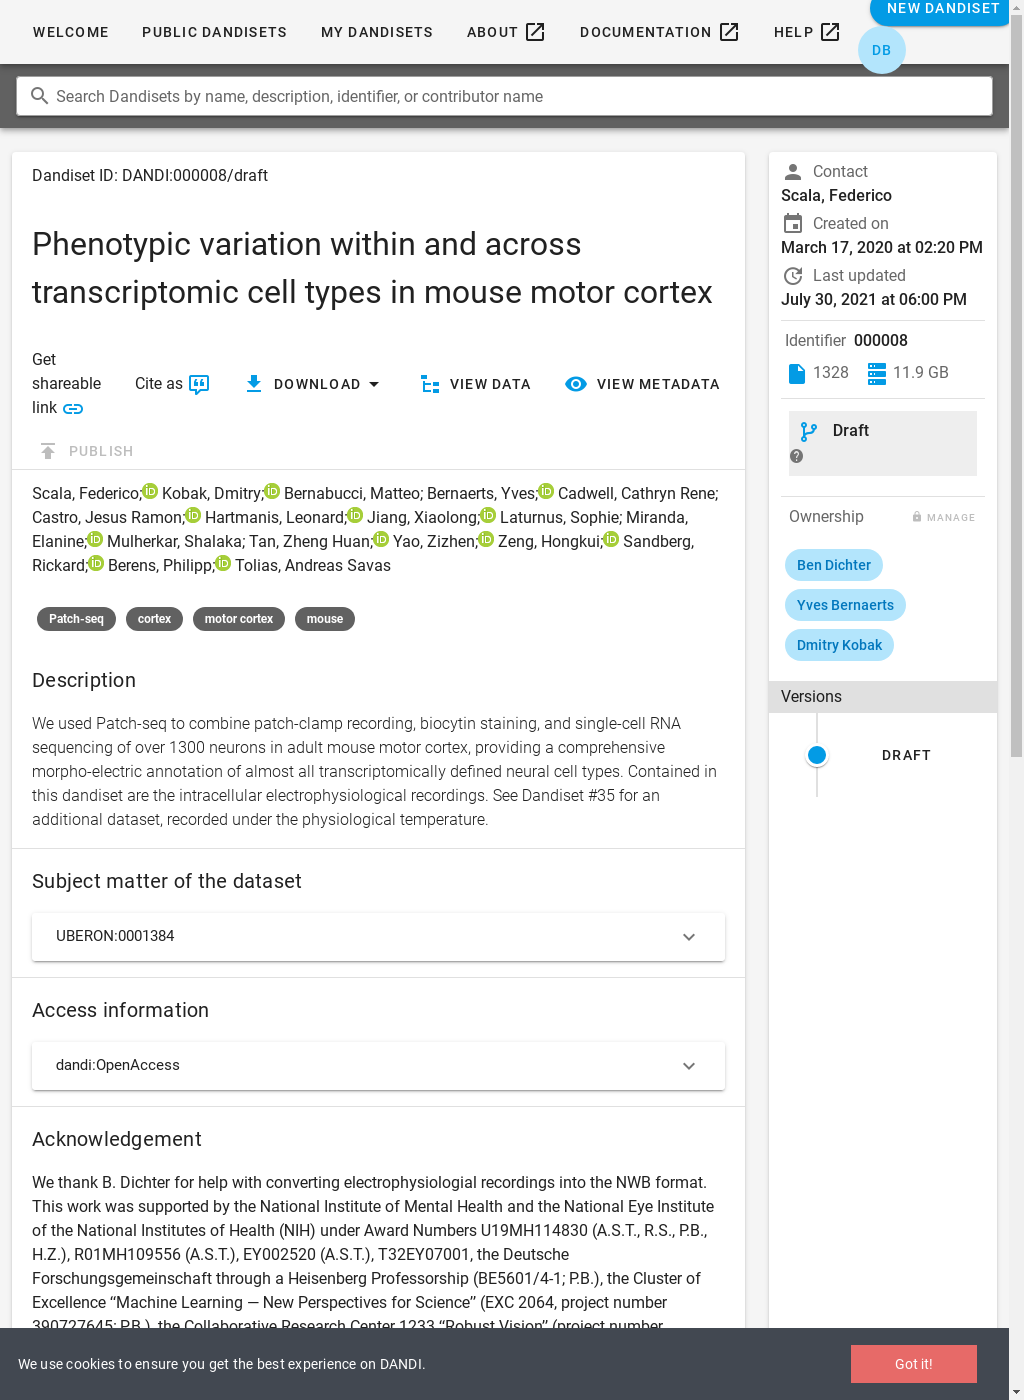 WELCOME PUBLIC DANDISETS MY DANDISETS ABOUT DOCUMENTATION HELP NEW DANDISET
DB
Search Dandisets by name, description, identifier, or contributor name
Dandiset ID: DANDI:000008/draft
Phenotypic variation within and across
transcriptomic cell types in mouse motor cortex
Get
shareable
link
Cite as
DOWNLOAD
VIEW DATA
VIEW METADATA
PUBLISH
Scala, Federico; Kobak, Dmitry; Bernabucci, Matteo; Bernaerts, Yves; Cadwell, Cathryn Rene;
Castro, Jesus Ramon; Hartmanis, Leonard; Jiang, Xiaolong; Laturnus, Sophie; Miranda,
Elanine; Mulherkar, Shalaka; Tan, Zheng Huan; Yao, Zizhen; Zeng, Hongkui; Sandberg,
Rickard; Berens, Philipp; Tolias, Andreas Savas
Patch-seq cortex motor cortex mouse
Description
We used Patch-seq to combine patch-clamp recording, biocytin staining, and single-cell RNA
sequencing of over 1300 neurons in adult mouse motor cortex, providing a comprehensive
morpho-electric annotation of almost all transcriptomically defined neural cell types. Contained in
this dandiset are the intracellular electrophysiological recordings. See Dandiset #35 for an
additional dataset, recorded under the physiological temperature.
Subject matter of the dataset
UBERON:0001384
Access information
dandi:OpenAccess
Acknowledgement
We thank B. Dichter for help with converting electrophysiologial recordings into the NWB format.
This work was supported by the National Institute of Mental Health and the National Eye Institute
of the National Institutes of Health (NIH) under Award Numbers U19MH114830 (A.S.T., R.S., P.B.,
H.Z.), R01MH109556 (A.S.T.), EY002520 (A.S.T.), T32EY07001, the Deutsche
Forschungsgemeinschaft through a Heisenberg Professorship (BE5601/4-1; P.B.), the Cluster of
Excellence “Machine Learning — New Perspectives for Science” (EXC 2064, project number
390727645; P.B.), the Collaborative Research Center 1233 “Robust Vision” (project number
Contact
Scala, Federico
Created on
March 17, 2020 at 02:20 PM
Last updated
July 30, 2021 at 06:00 PM
Identifier 000008
1328 11.9 GB
Draft
Ownership MANAGE
Ben Dichter
Yves Bernaerts
Dmitry Kobak
Versions
DRAFT
We use cookies to ensure you get the best experience on DANDI.
Got it!